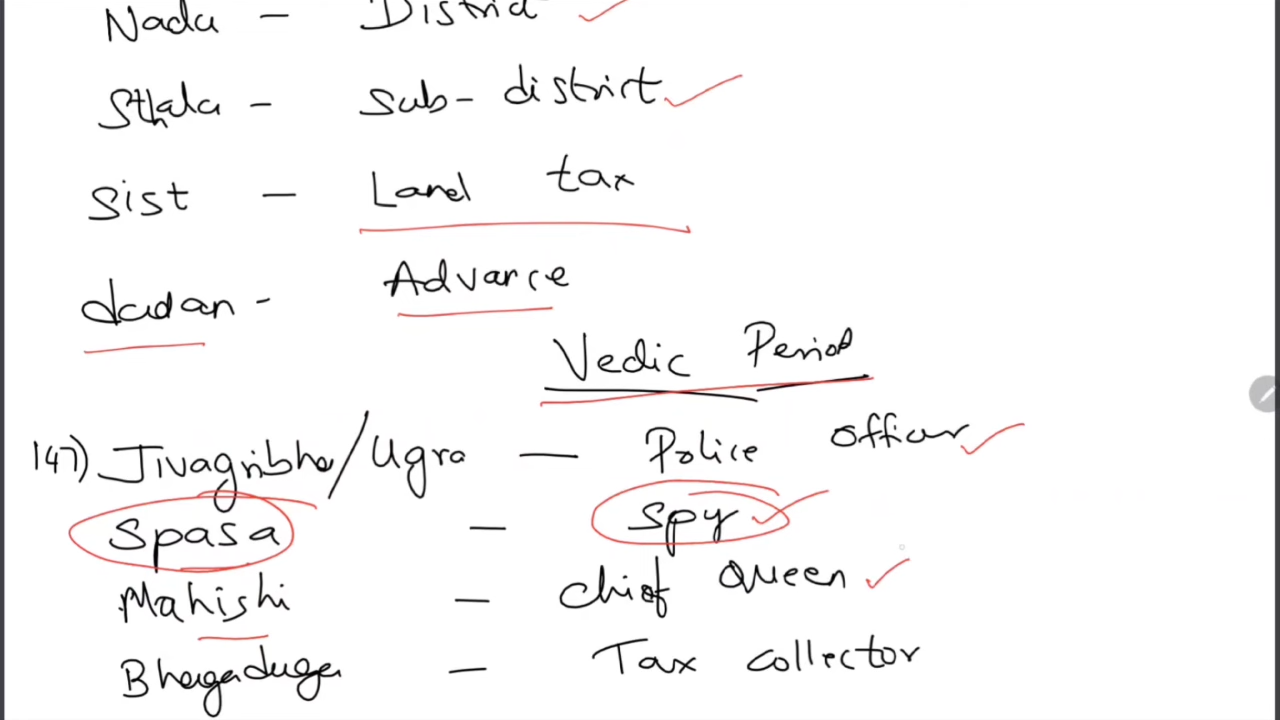 Nadu - District ✓
Sthala - Sub-district ✓
Sist - Land tax
dadan - Advance
Vedic Period
147) Jivagribha/Ugra - Police officer ✓
Spasa - Spy ✓
Mahishi - Chief Queen ✓
Bhagaduga - Tax collector